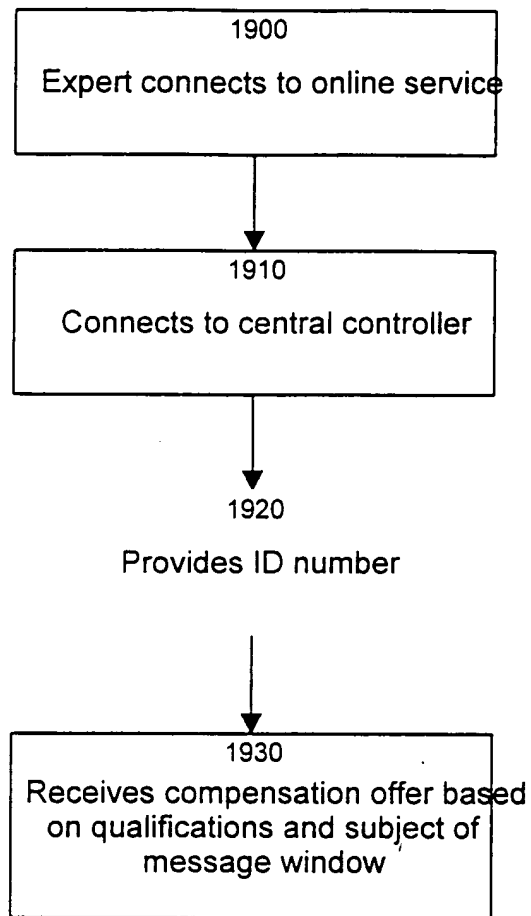 1900
Expert connects to online service
1910
Connects to central controller
1920
Provides ID number
1930
Receives compensation offer based
on qualifications and subject of
message window